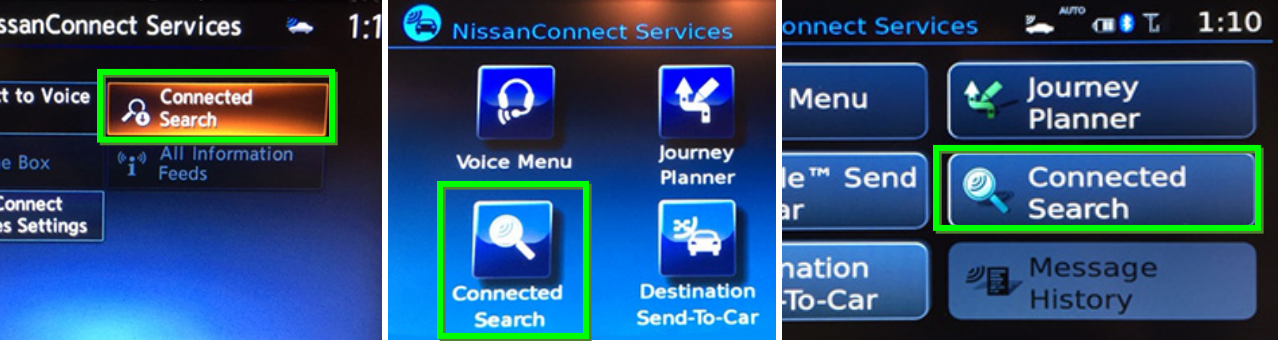 ssanConnect Services
1:1
t to Voice
Connected
Search
e Box
All Information
Feeds
Connect
es Settings
NissanConnect Services
Voice Menu
Journey
Planner
Connected
Search
Destination
Send-To-Car
onnect Services
AUTO
1:10
Menu
Journey
Planner
le™ Send
ar
Connected
Search
nation
-To-Car
Message
History